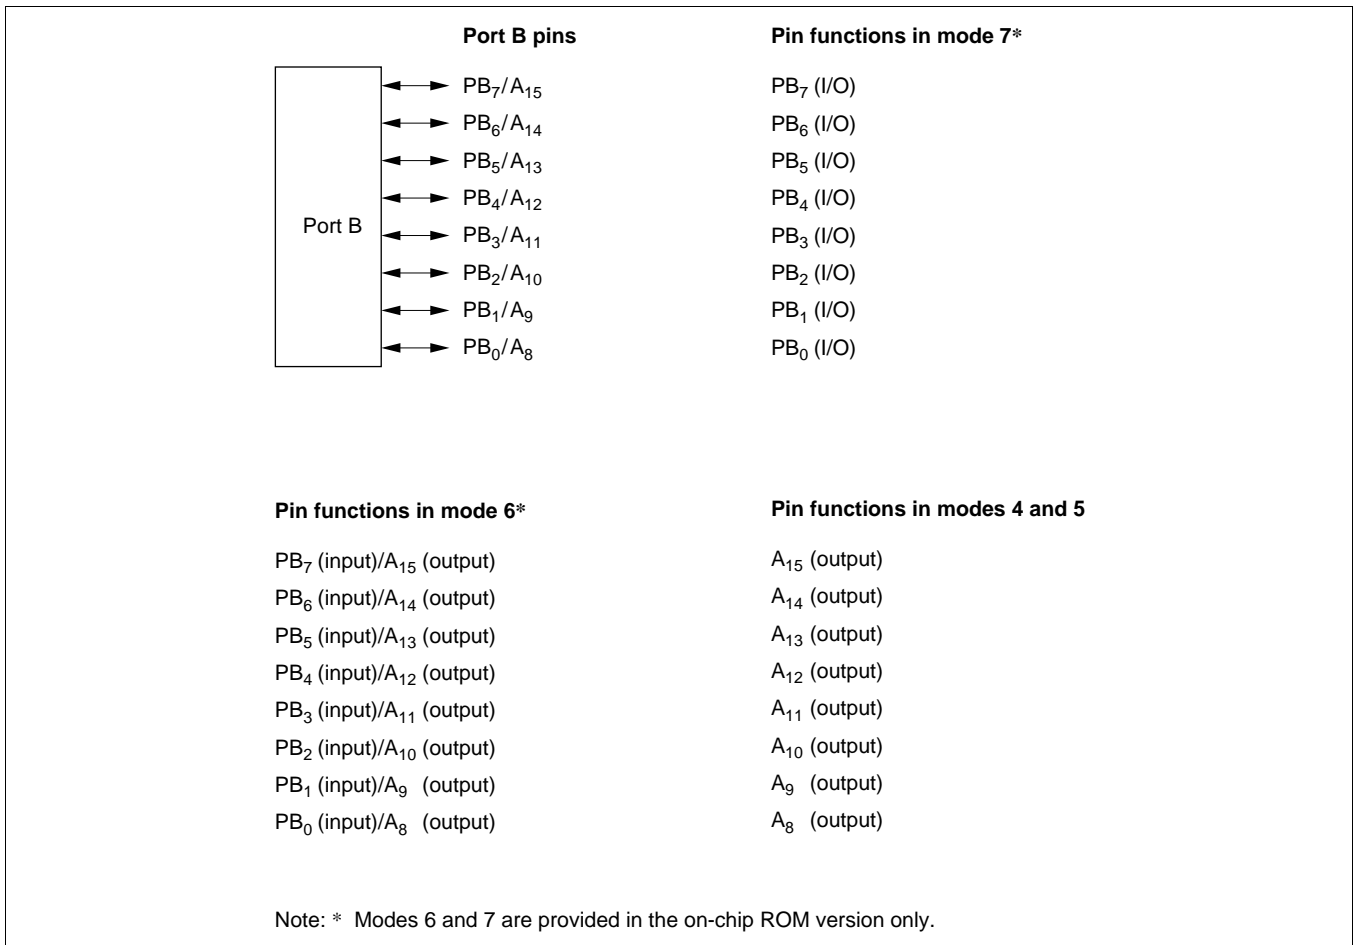 Port B pins Pin functions in mode 7*
PB7/A15 PB7 (I/O)
PB6/A14 PB6 (I/O)
PB5/A13 PB5 (I/O)
PB4/A12 PB4 (I/O)
Port B
PB3/A11 PB3 (I/O)
PB2/A10 PB2 (I/O)
PB1/A9 PB1 (I/O)
PB0/A8 PB0 (I/O)
Pin functions in mode 6* Pin functions in modes 4 and 5
PB7 (input)/A15 (output) A15 (output)
PB6 (input)/A14 (output) A14 (output)
PB5 (input)/A13 (output) A13 (output)
PB4 (input)/A12 (output) A12 (output)
PB3 (input)/A11 (output) A11 (output)
PB2 (input)/A10 (output) A10 (output)
PB1 (input)/A9 (output) A9 (output)
PB0 (input)/A8 (output) A8 (output)
Note: * Modes 6 and 7 are provided in the on-chip ROM version only.